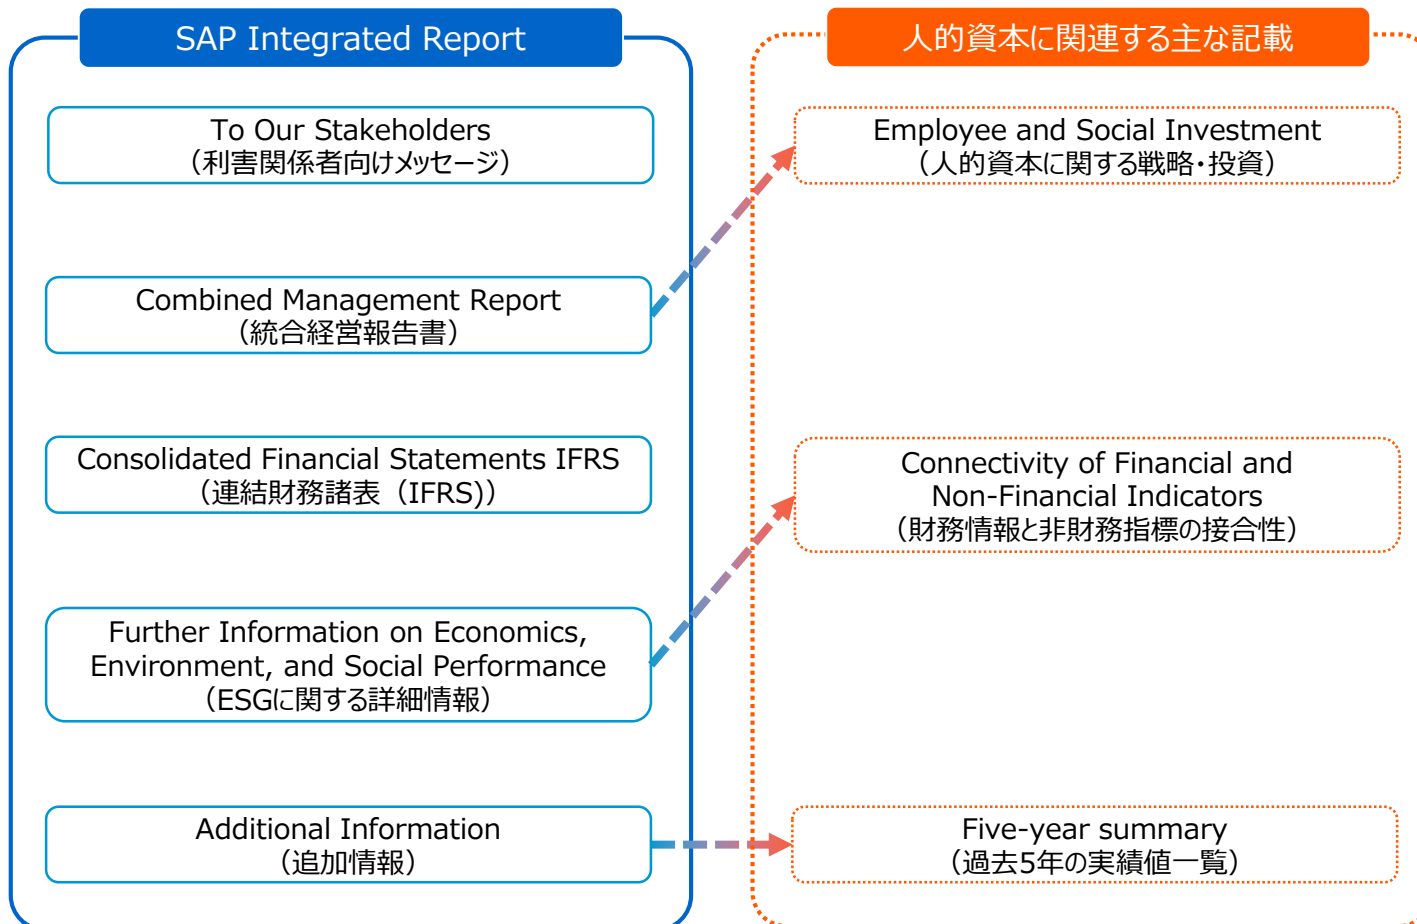 SAP Integrated Report
To Our Stakeholders
（利害関係者向けメッセージ）
Combined Management Report
（統合経営報告書）
Consolidated Financial Statements IFRS
（連結財務諸表（IFRS)）
Further Information on Economics,
Environment, and Social Performance
（ESGに関する詳細情報）
Additional Information
（追加情報）
人的資本に関連する主な記載
Employee and Social Investment
（人的資本に関する戦略・投資）
Connectivity of Financial and
Non-Financial Indicators
（財務情報と非財務指標の接合性）
Five-year summary
（過去5年の実績値一覧）